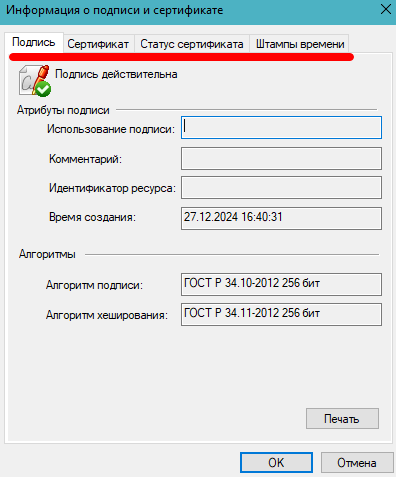 Информация о подписи и сертификате
Подпись Сертификат Статус сертификата Штампы времени
Подпись действительна
Атрибуты подписи
Использование подписи:
Комментарий:
Идентификатор ресурса:
Время создания: 27.12.2024 16:40:31
Алгоритмы
Алгоритм подписи: ГОСТ Р 34.10-2012 256 бит
Алгоритм хеширования: ГОСТ Р 34.11-2012 256 бит
Печать
OK Отмена